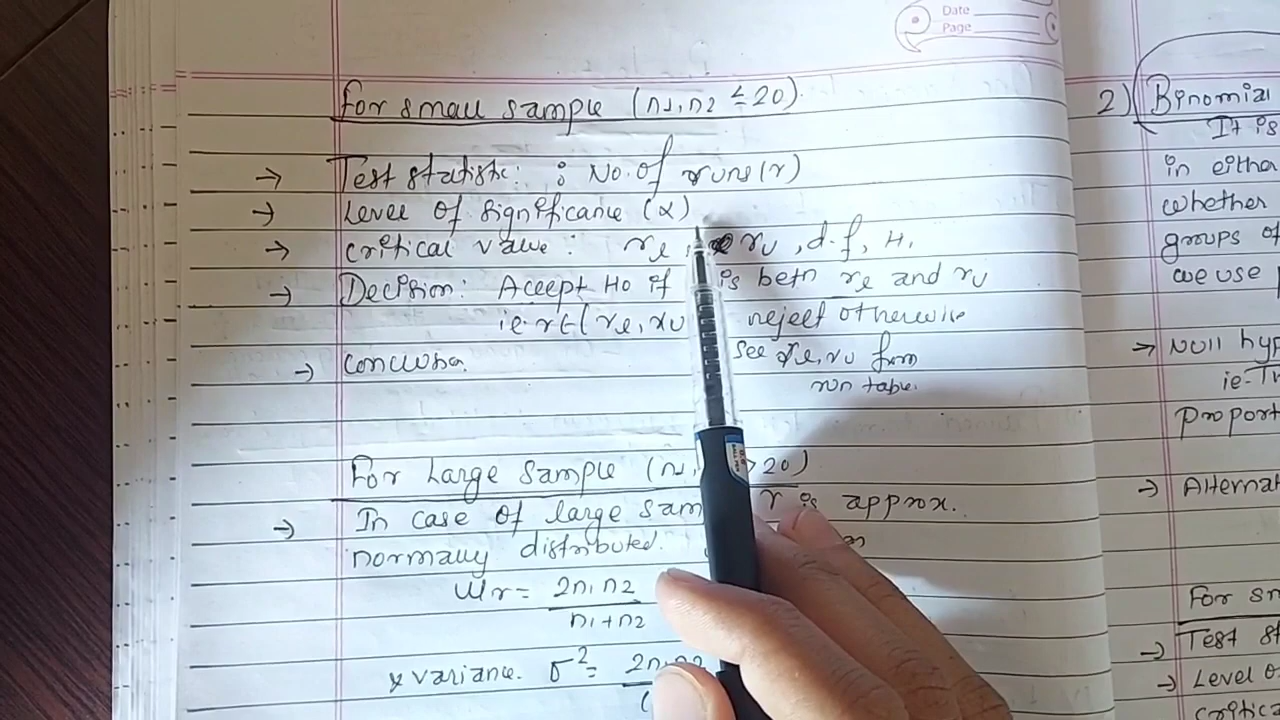 Date
Page
For small sample (n1, n2 ≤ 20)
→ Test statistic: : No. of runs (r)
→ Level of significance (α)
→ critical value: rl, ru, d.f, H1
→ Decision: Accept Ho if is betn rl and ru
ie. r∈(rl, ru reject otherwise
see rl, ru from
run table.
→ Conclusion.
For Large Sample (n1 >20)
→ In case of large sam r is approx.
normally distributed.
μr = 2n1 n2
n1+n2
& variance. σ² = 2n1n2
2) Binomial
It is
in either
whether
groups of
we use
→ Null hyp
ie-
proport
→ Alternat
For sm
→ Test st
→ Level o
critica